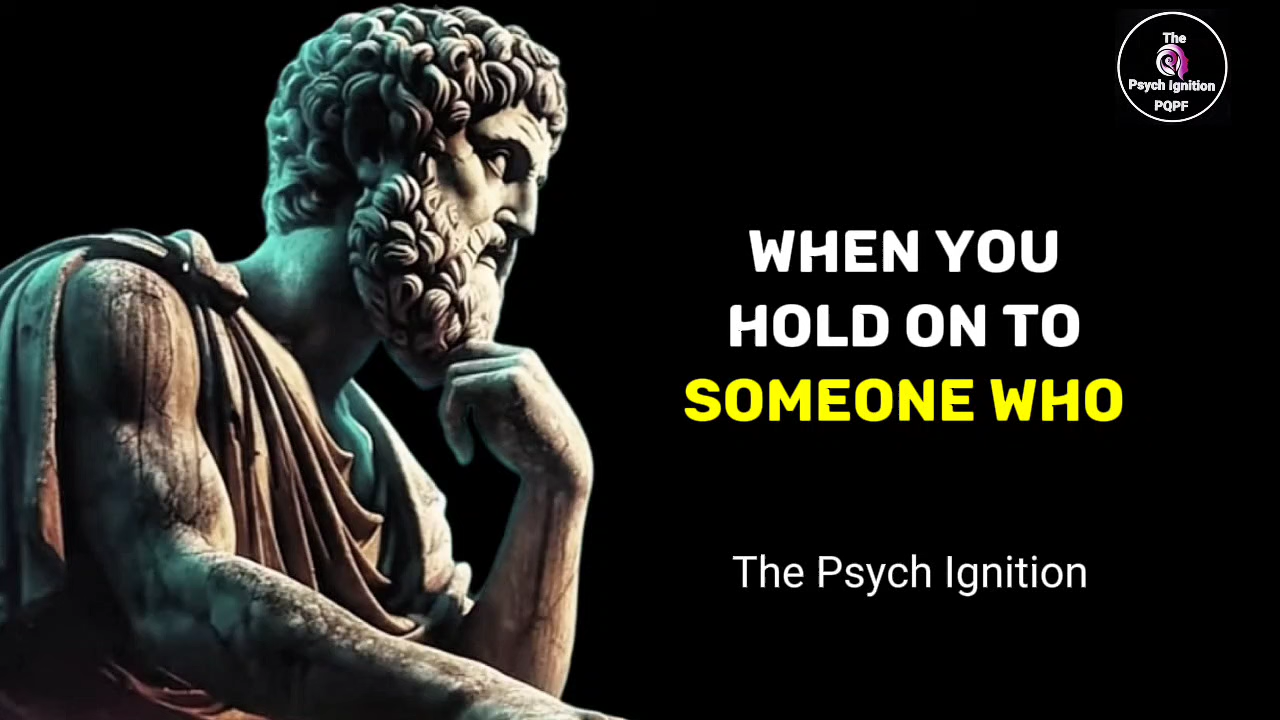 The
Psych Ignition
PQPF
WHEN YOU
HOLD ON TO
SOMEONE WHO
The Psych Ignition